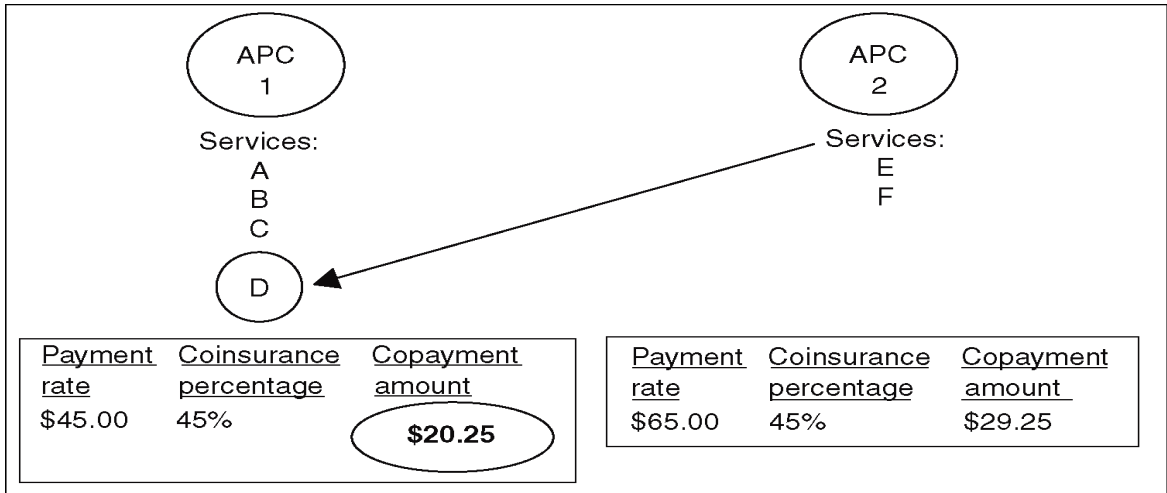 APC
1
Services:
A
B
C
D
Payment Coinsurance Copayment
rate percentage amount
$45.00 45% $20.25
APC
2
Services:
E
F
Payment Coinsurance Copayment
rate percentage amount
$65.00 45% $29.25